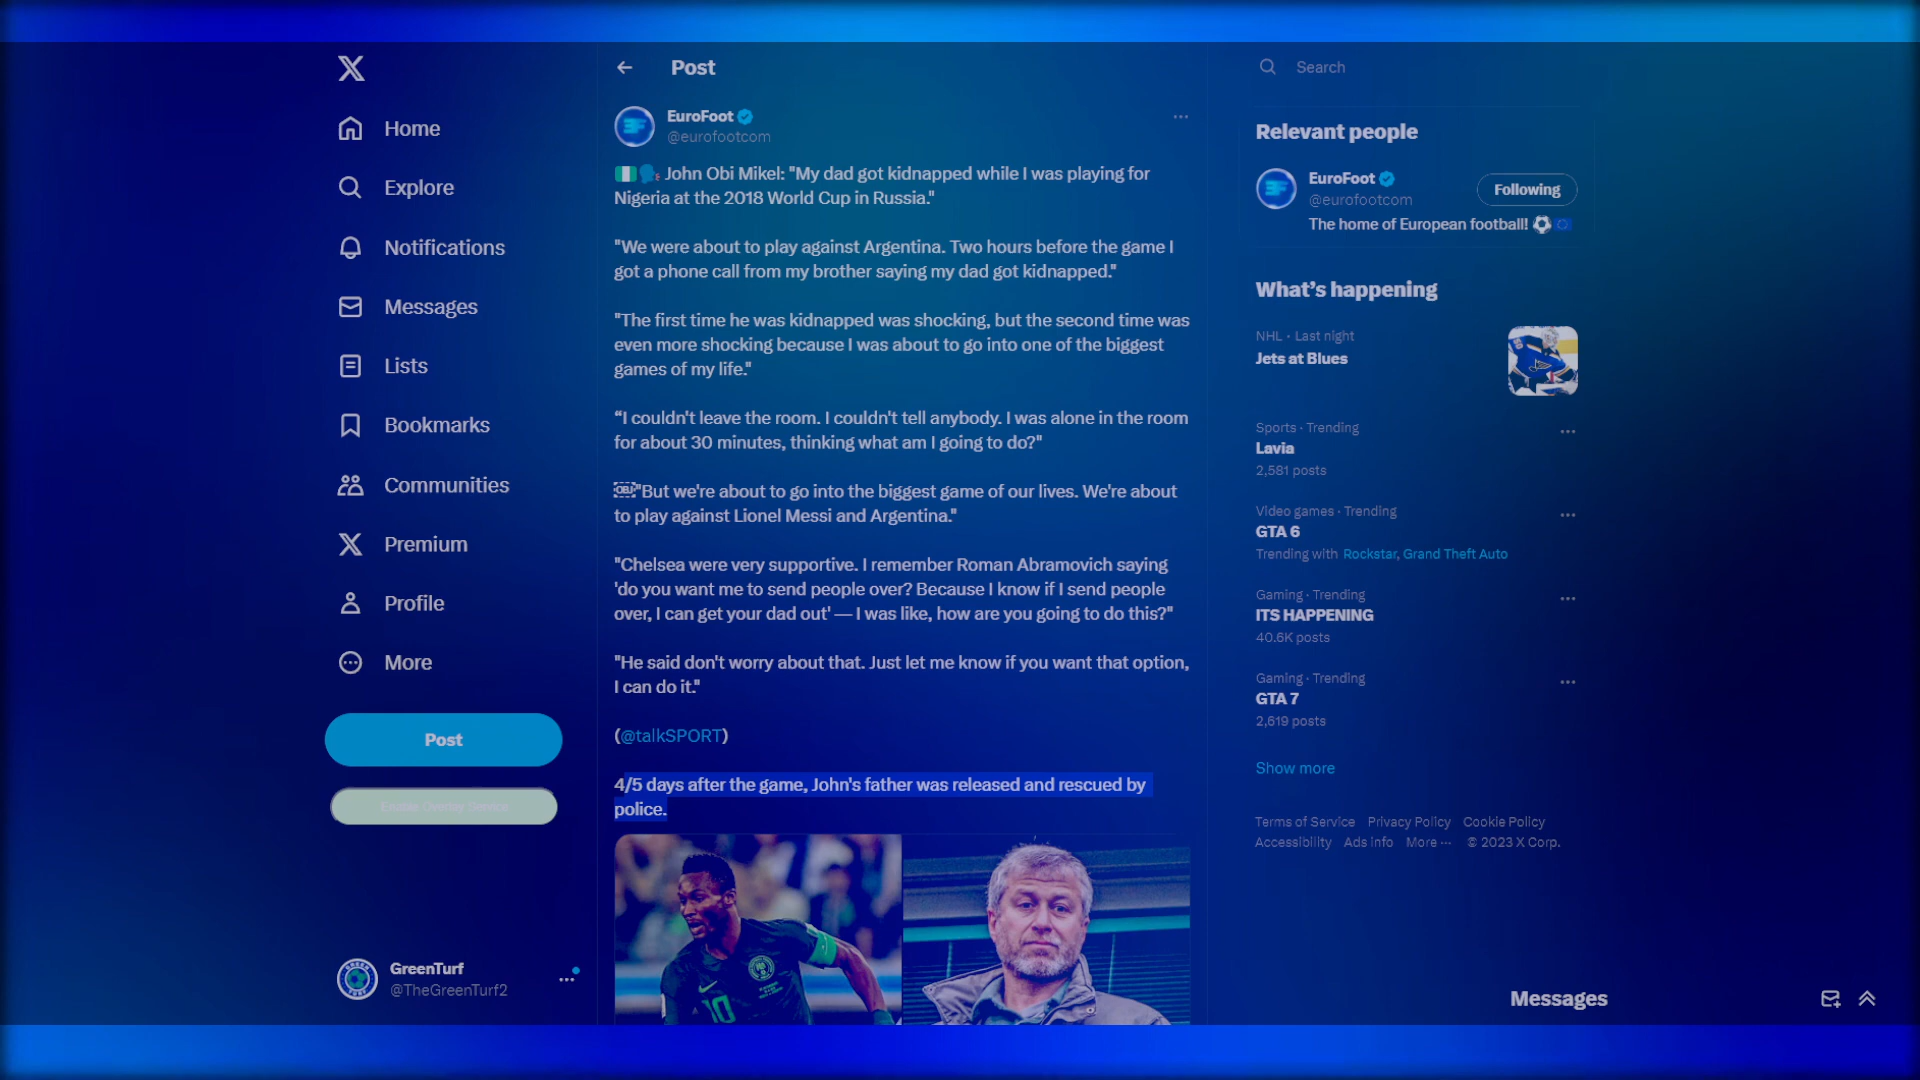 Home
Explore
Notifications
Messages
Lists
Bookmarks
Communities
Premium
Profile
More
Post
Enable Overlay Service
GreenTurf
@TheGreenTurf2
Post
EuroFoot
@eurofootcom
John Obi Mikel: "My dad got kidnapped while I was playing for
Nigeria at the 2018 World Cup in Russia."
"We were about to play against Argentina. Two hours before the game I
got a phone call from my brother saying my dad got kidnapped."
"The first time he was kidnapped was shocking, but the second time was
even more shocking because I was about to go into one of the biggest
games of my life."
“I couldn't leave the room. I couldn't tell anybody. I was alone in the room
for about 30 minutes, thinking what am I going to do?"
"But we're about to go into the biggest game of our lives. We're about
to play against Lionel Messi and Argentina."
"Chelsea were very supportive. I remember Roman Abramovich saying
'do you want me to send people over? Because I know if I send people
over, I can get your dad out' — I was like, how are you going to do this?"
"He said don't worry about that. Just let me know if you want that option,
I can do it."
(@talkSPORT)
4/5 days after the game, John's father was released and rescued by
police.
10
Search
Relevant people
EuroFoot
@eurofootcom
Following
The home of European football!
What's happening
NHL · Last night
Jets at Blues
Sports · Trending
Lavia
2,581 posts
Video games · Trending
GTA 6
Trending with Rockstar, Grand Theft Auto
Gaming · Trending
ITS HAPPENING
40.6K posts
Gaming · Trending
GTA 7
2,619 posts
Show more
Terms of Service Privacy Policy Cookie Policy
Accessibility Ads info More ··· © 2023 X Corp.
Messages